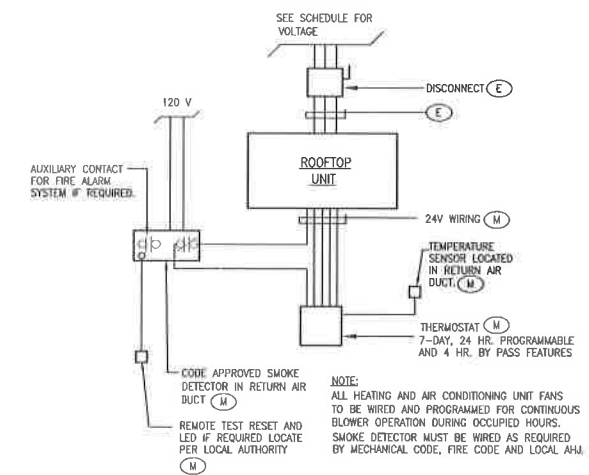 SEE SCHEDULE FOR
VOLTAGE
DISCONNECT E
E
120 V
ROOFTOP
UNIT
AUXILIARY CONTACT
FOR FIRE ALARM
SYSTEM IF REQUIRED.
24V WIRING M
TEMPERATURE
SENSOR LOCATED
IN RETURN AIR
DUCT. M
THERMOSTAT M
7-DAY, 24 HR. PROGRAMMABLE
AND 4 HR. BY PASS FEATURES
CODE APPROVED SMOKE
DETECTOR IN RETURN AIR
DUCT M
REMOTE TEST RESET AND
LED IF REQUIRED LOCATE
PER LOCAL AUTHORITY
M
NOTE:
ALL HEATING AND AIR CONDITIONING UNIT FANS
TO BE WIRED AND PROGRAMMED FOR CONTINUOUS
BLOWER OPERATION DURING OCCUPIED HOURS.
SMOKE DETECTOR MUST BE WIRED AS REQUIRED
BY MECHANICAL CODE, FIRE CODE AND LOCAL AHJ.